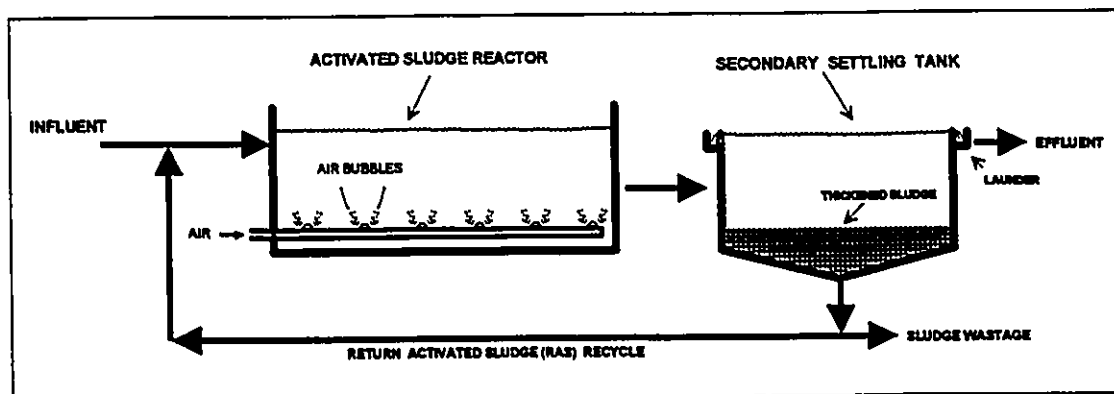 ACTIVATED SLUDGE REACTOR
SECONDARY SETTLING TANK
INFLUENT
EFFLUENT
AIR BUBBLES
LAUNDER
THICKENED SLUDGE
AIR
SLUDGE WASTAGE
RETURN ACTIVATED SLUDGE (RAS) RECYCLE